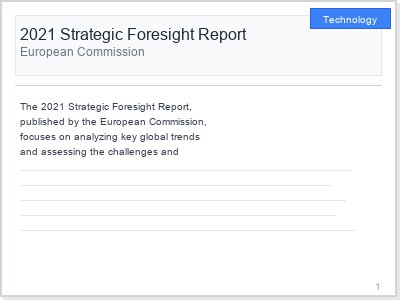 Technology
2021 Strategic Foresight Report
European Commission
The 2021 Strategic Foresight Report,
published by the European Commission,
focuses on analyzing key global trends
and assessing the challenges and
1